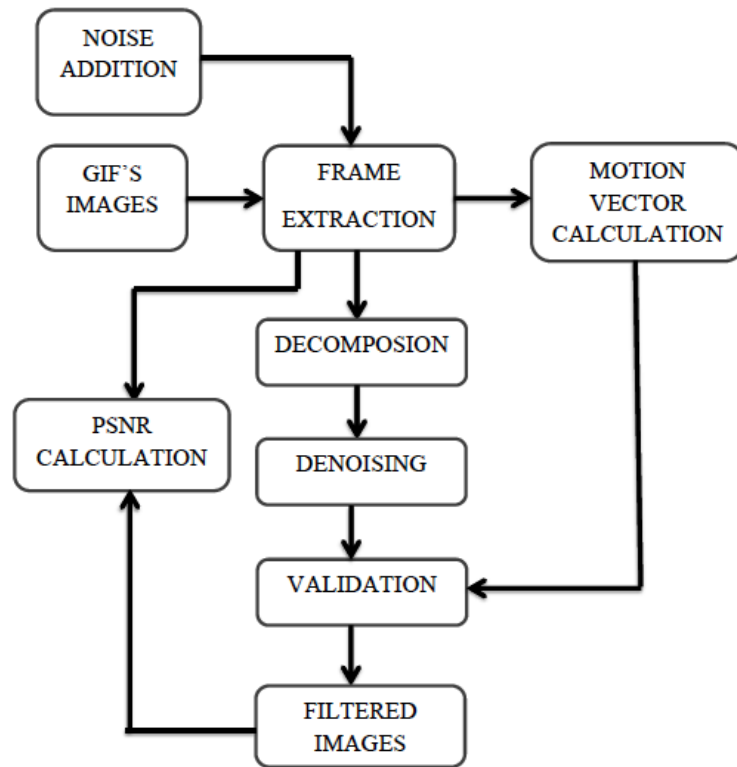 NOISE
ADDITION
GIF'S
IMAGES
FRAME
EXTRACTION
MOTION
VECTOR
CALCULATION
DECOMPOSION
PSNR
CALCULATION
DENOISING
VALIDATION
FILTERED
IMAGES